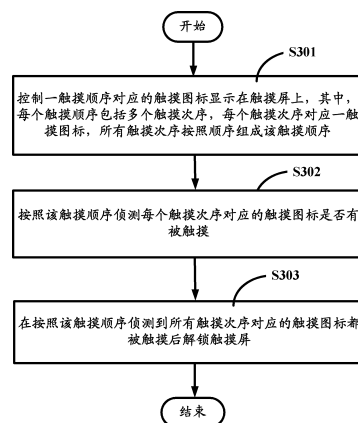 开始
S301
控制一触摸顺序对应的触摸图标显示在触摸屏上，其中，
每个触摸顺序包括多个触摸次序，每个触摸次序对应一触
摸图标，所有触摸次序按照顺序组成该触摸顺序
S302
按照该触摸顺序侦测每个触摸次序对应的触摸图标是否有
被触摸
S303
在按照该触摸顺序侦测到所有触摸次序对应的触摸图标都
被触摸后解锁触摸屏
结束